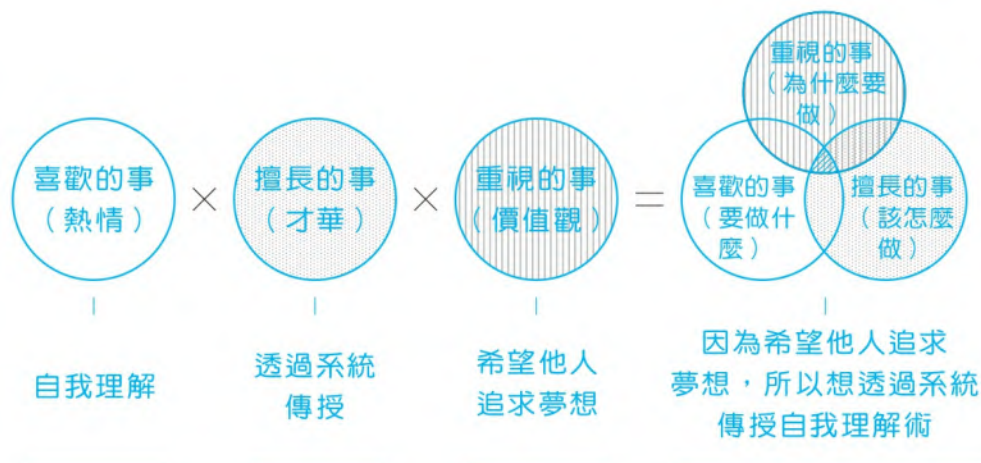 喜歡的事
（熱情）
×
擅長的事
（才華）
×
重視的事
（價值觀）
=
重視的事
（為什麼要
做）
喜歡的事
（要做什
麼）
擅長的事
（該怎麼
做）
自我理解
透過系統
傳授
希望他人
追求夢想
因為希望他人追求
夢想，所以想透過系統
傳授自我理解術